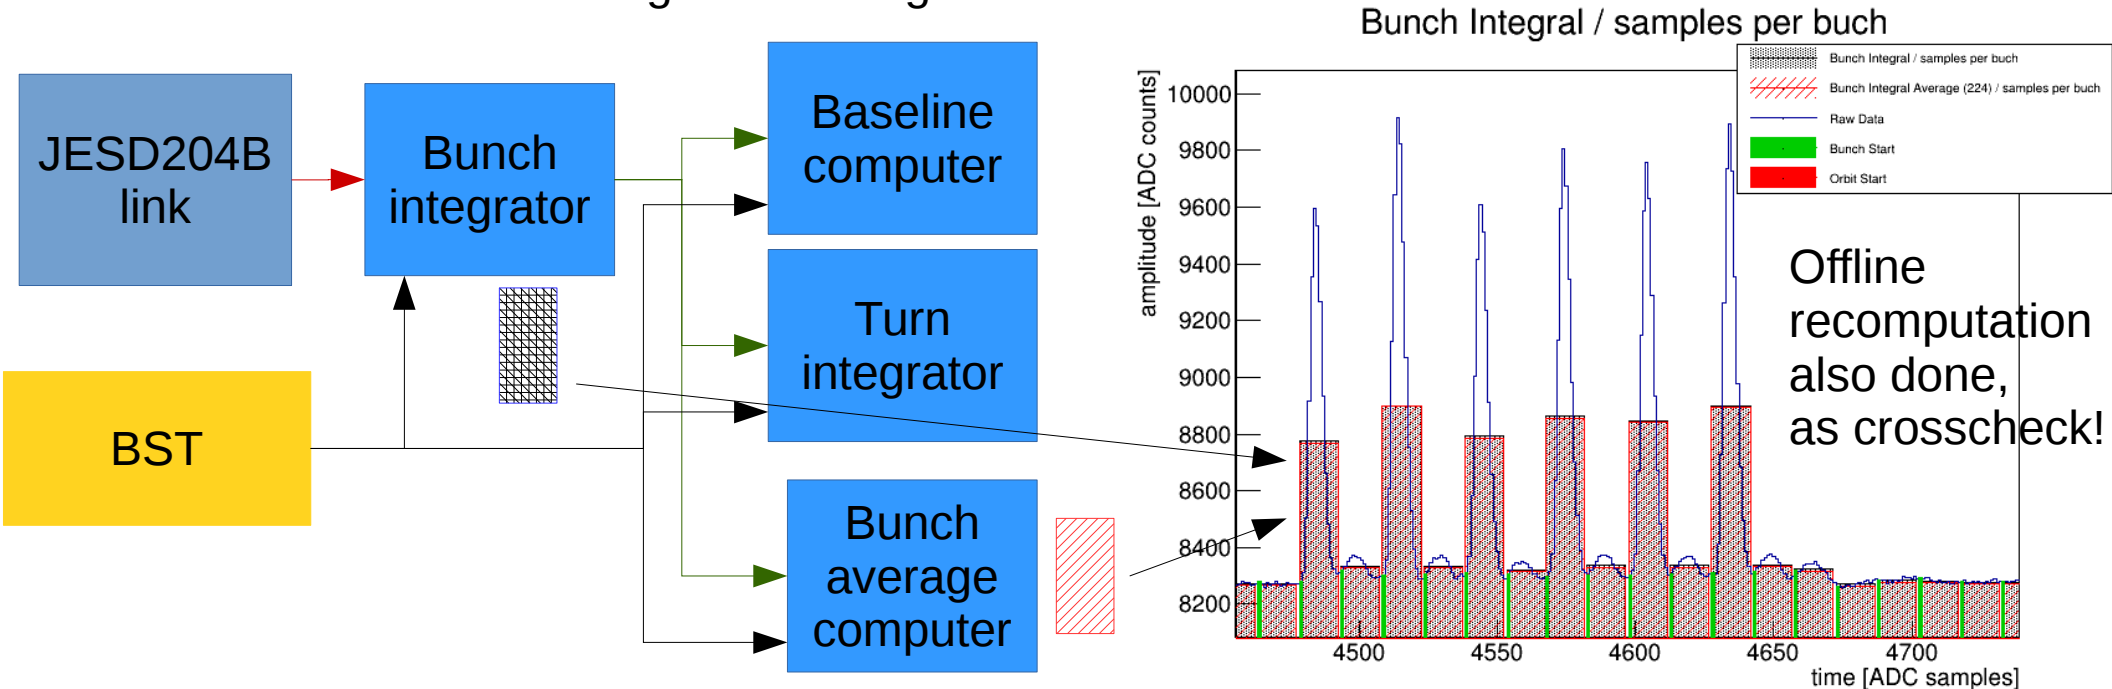 JESD204B
link
BST
Bunch
integrator
Baseline
computer
Turn
integrator
Bunch
average
computer
Bunch Integral / samples per buch
Bunch Integral / samples per buch
Bunch Integral Average (224) / samples per buch
Raw Data
Bunch Start
Orbit Start
amplitude [ADC counts]
10000
9800
9600
9400
9200
9000
8800
8600
8400
8200
4500
4550
4600
4650
4700
time [ADC samples]
Offline
recomputation
also done,
as crosscheck!